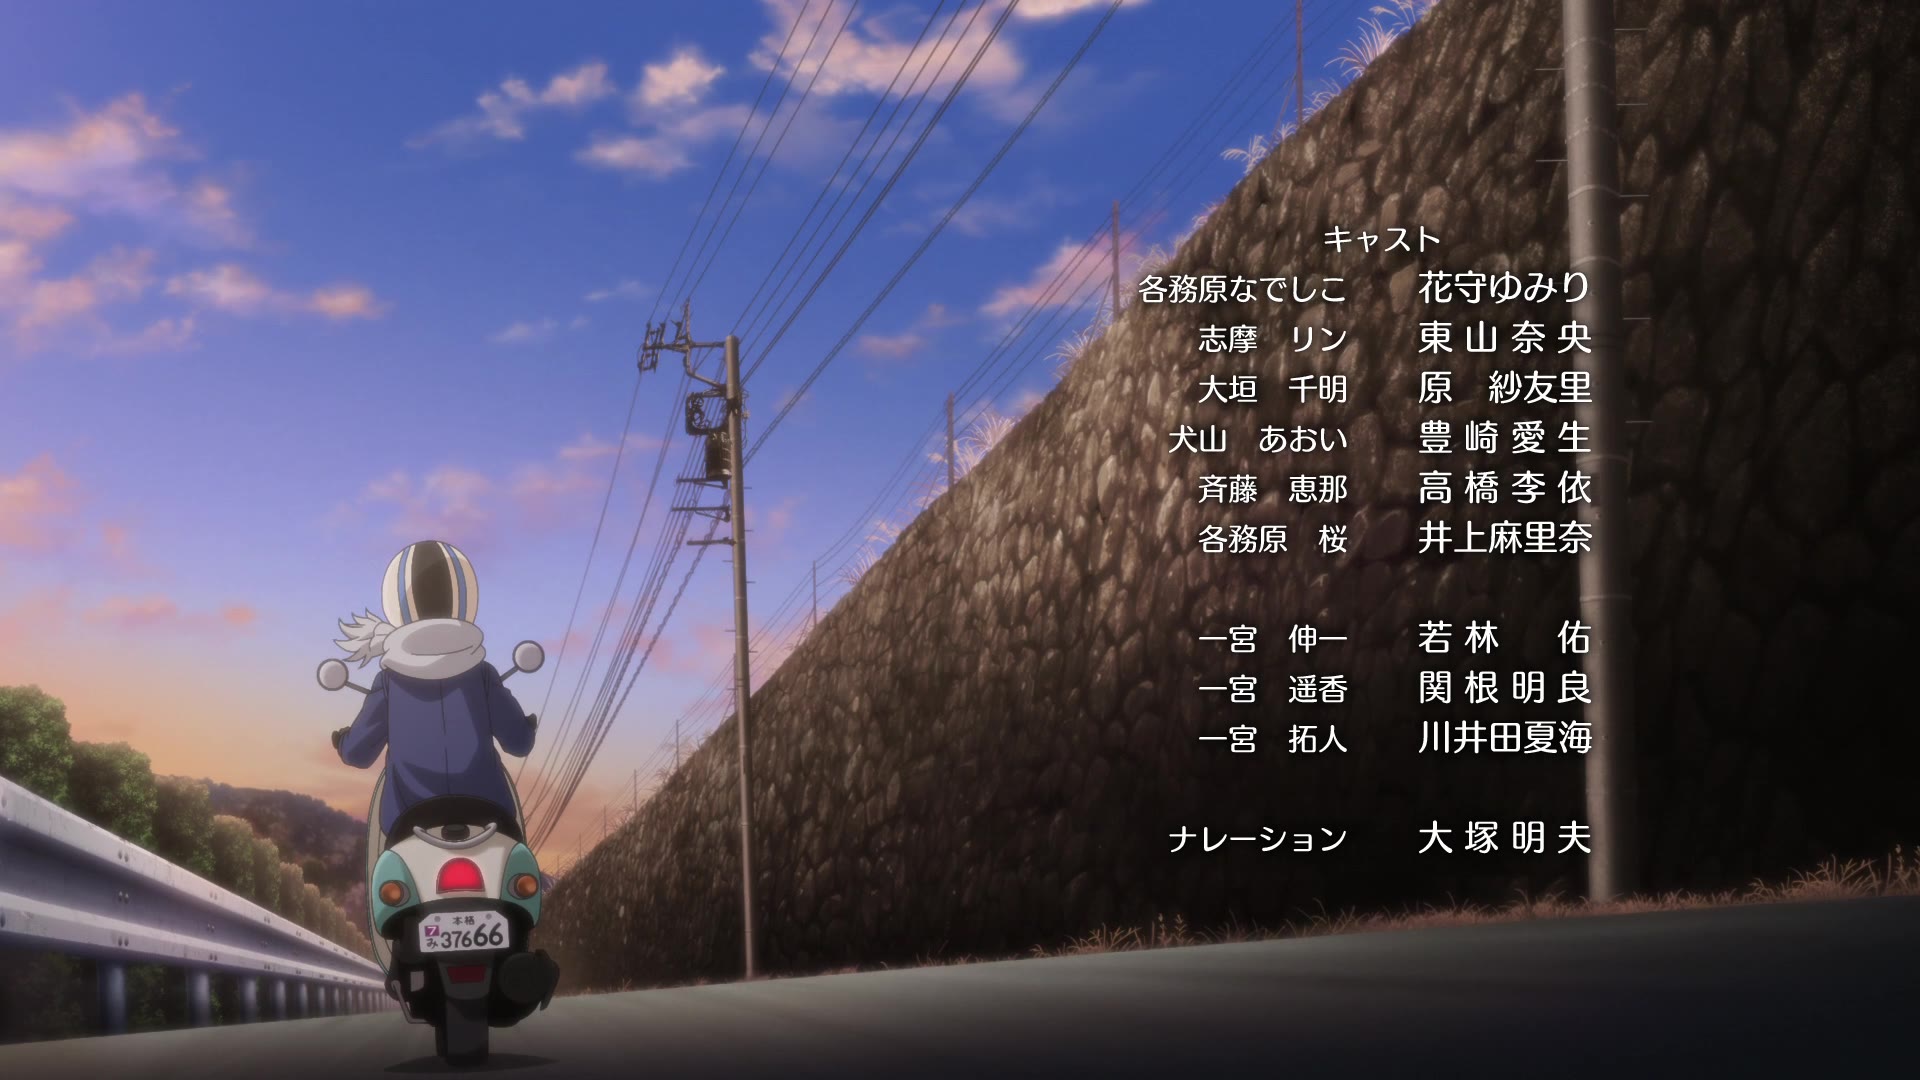 キャスト
各務原なでしこ　花守ゆみり
志摩　リン　東山奈央
大垣　千明　原　紗友里
犬山　あおい　豊崎愛生
斉藤　恵那　高橋李依
各務原　桜　井上麻里奈
一宮　伸一　若林　佑
一宮　遥香　関根明良
一宮　拓人　川井田夏海
ナレーション　大塚明夫
本栖
7
み 37666